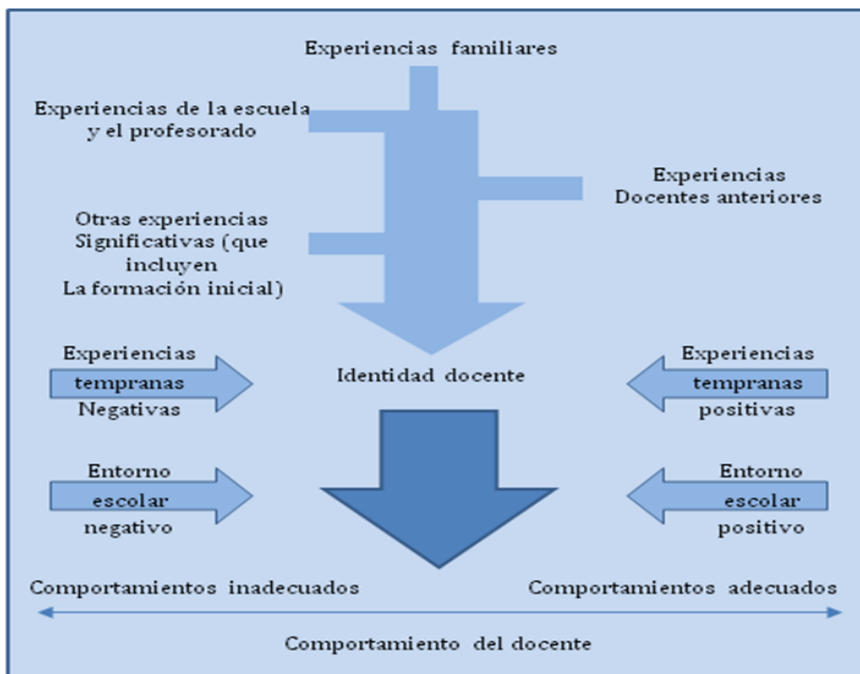 Experiencias familiares
Experiencias de la escuela
y el profesorado
Experiencias
Docentes anteriores
Otras experiencias
Significativas (que
incluyen
La formación inicial)
Experiencias
tempranas
Negativas
Identidad docente
Experiencias
tempranas
positivas
Entorno
escolar
negativo
Entorno
escolar
positivo
Comportamientos inadecuados
Comportamientos adecuados
Comportamiento del docente